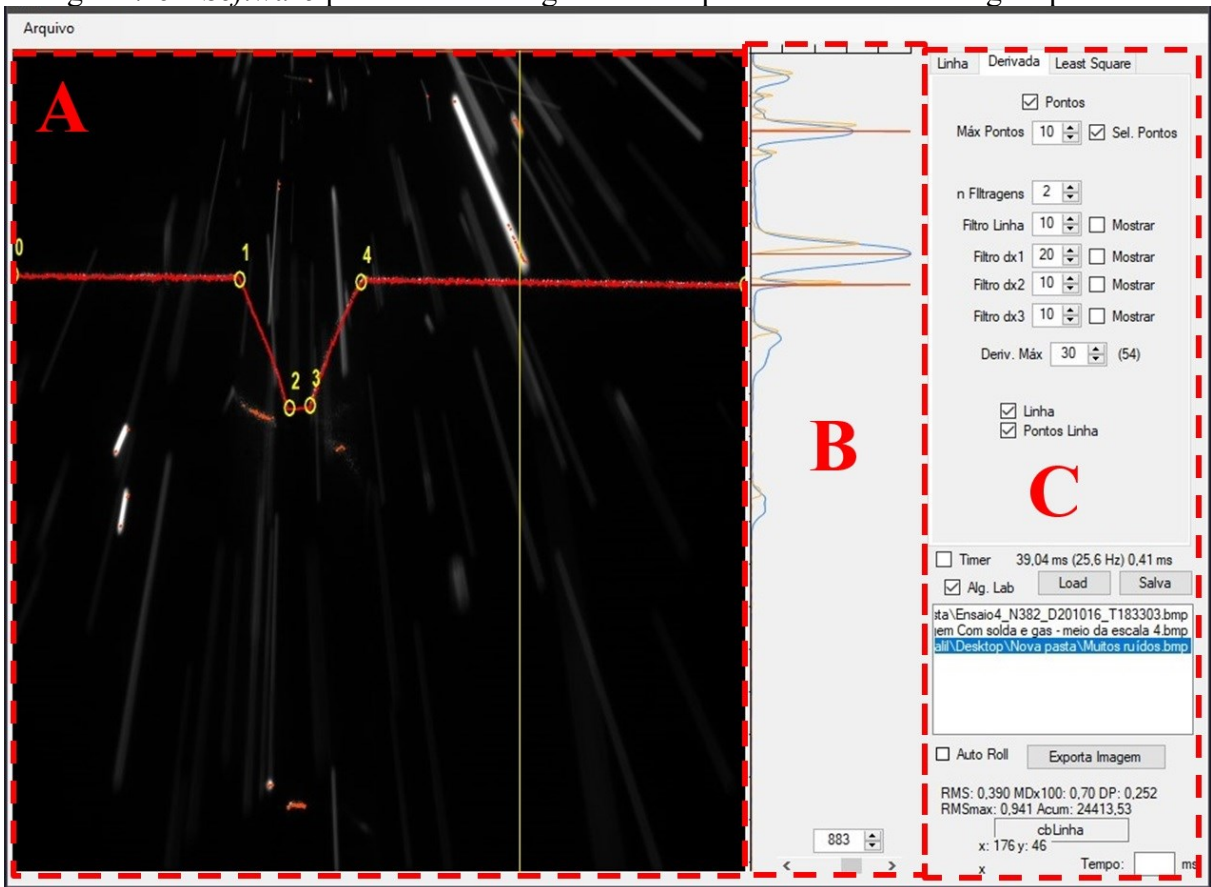 Arquivo
A
0
1
4
2
3
B
883
Linha Derivada Least Square
Pontos
Máx Pontos 10 Sel. Pontos
n FIltragens 2
Filtro Linha 10 Mostrar
Filtro dx1 20 Mostrar
Filtro dx2 10 Mostrar
Filtro dx3 10 Mostrar
Deriv. Máx 30 (54)
Linha
Pontos Linha
C
Timer 39,04 ms (25,6 Hz) 0,41 ms
Alg. Lab Load Salva
sta\Ensaio4_N382_D201016_T183303.bmp
em Com solda e gas - meio da escala 4.bmp
alil\Desktop\Nova pasta\Muitos ruídos.bmp
Auto Roll Exporta Imagem
RMS: 0,390 MDx100: 0,70 DP: 0,252
RMSmax: 0,941 Acum: 24413,53
cbLinha
x: 176 y: 46
x Tempo: ms